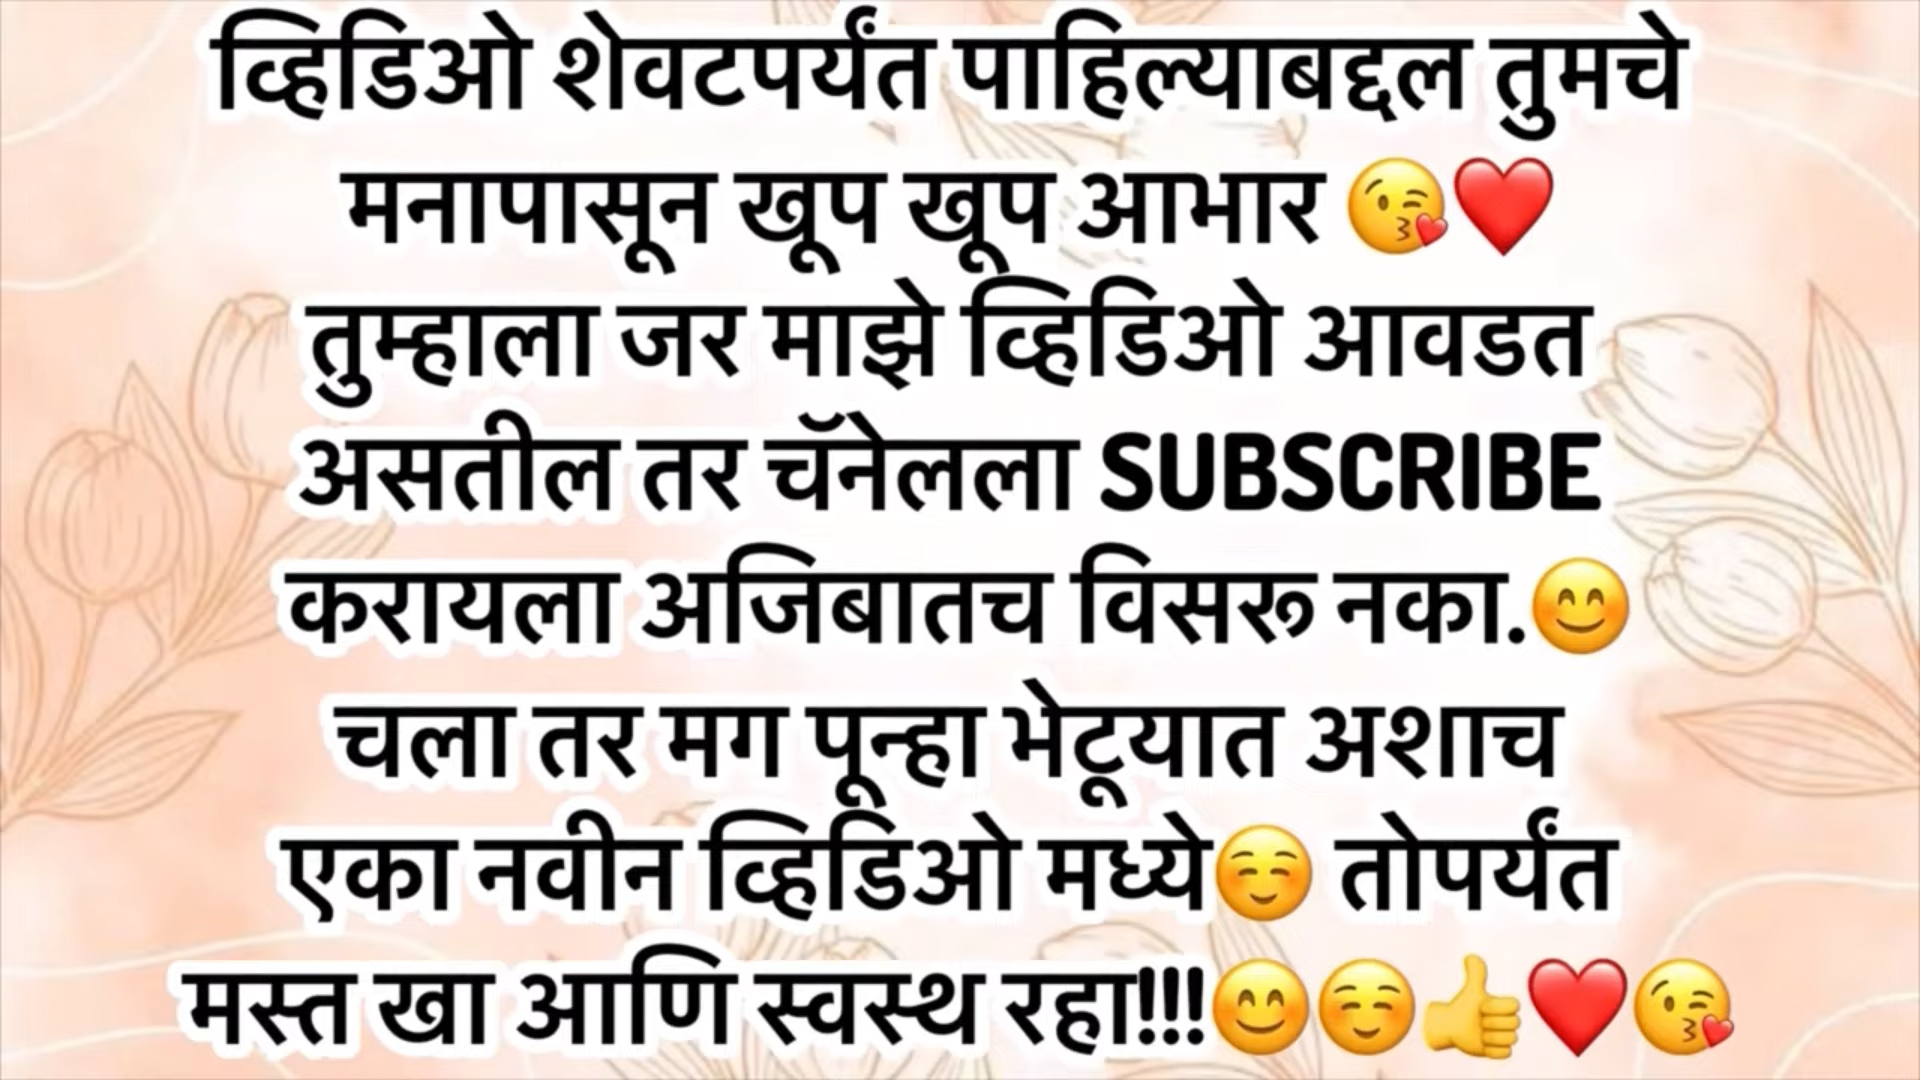 व्हिडिओ शेवटपर्यंत पाहिल्याबद्दल तुमचे
मनापासून खूप खूप आभार 😘❤️
तुम्हाला जर माझे व्हिडिओ आवडत
असतील तर चॅनेलला SUBSCRIBE
करायला अजिबातच विसरू नका.😊
चला तर मग पून्हा भेटूयात अशाच
एका नवीन व्हिडिओ मध्ये☺️ तोपर्यंत
मस्त खा आणि स्वस्थ रहा!!!😊☺️👍❤️😘